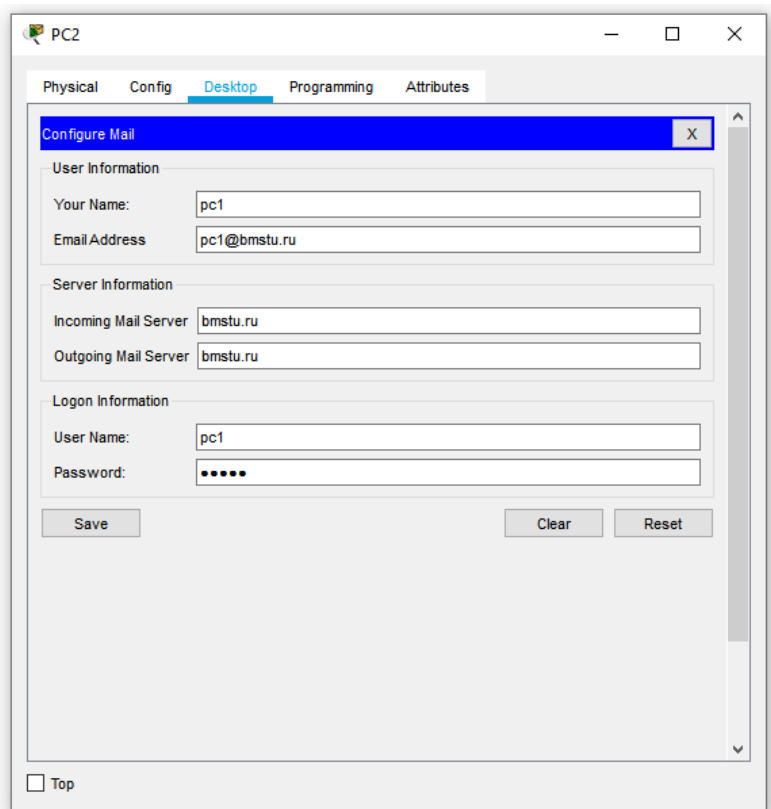 PC2
Physical Config Desktop Programming Attributes
Configure Mail X
User Information
Your Name: pc1
Email Address pc1@bmstu.ru
Server Information
Incoming Mail Server bmstu.ru
Outgoing Mail Server bmstu.ru
Logon Information
User Name: pc1
Password: •••••
Save Clear Reset
Top